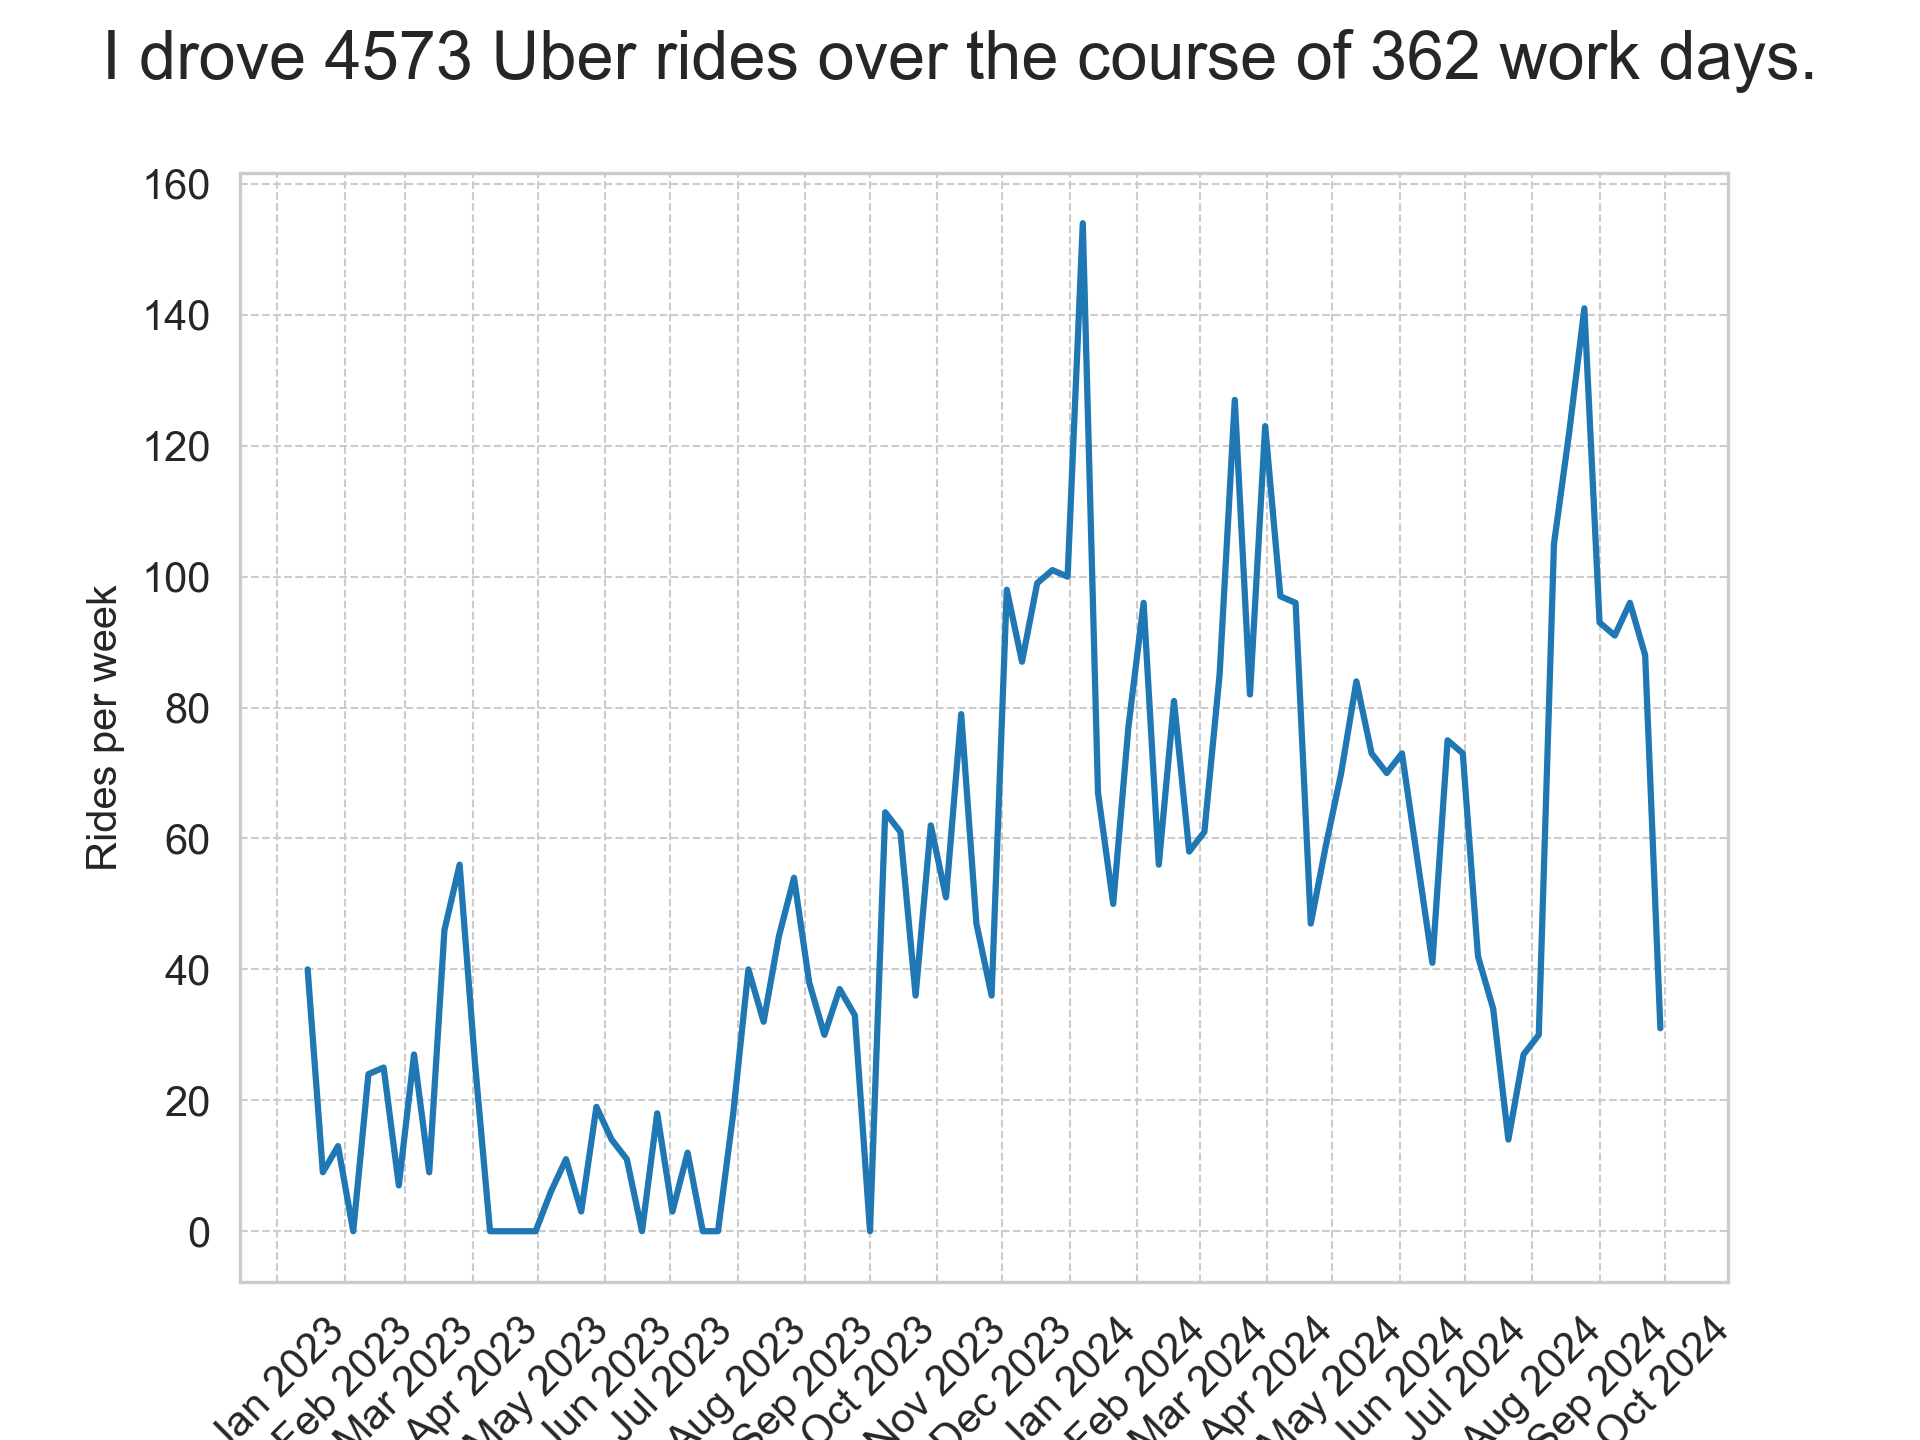 I drove 4573 Uber rides over the course of 362 work days.
160
140
120
100
80
60
40
20
0
Rides per week
Jan 2023
Feb 2023
Mar 2023
Apr 2023
May 2023
Jun 2023
Jul 2023
Aug 2023
Sep 2023
Oct 2023
Nov 2023
Dec 2023
Jan 2024
Feb 2024
Mar 2024
Apr 2024
May 2024
Jun 2024
Jul 2024
Aug 2024
Sep 2024
Oct 2024